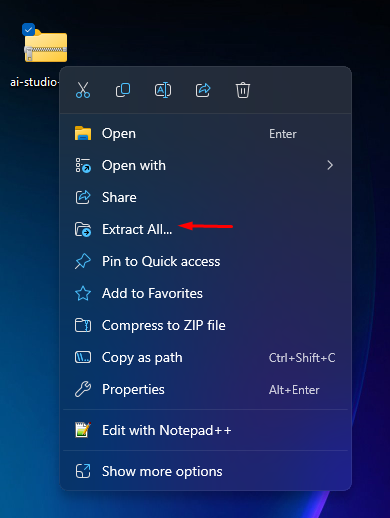 ai-studio-
Open Enter
Open with
Share
Extract All...
Pin to Quick access
Add to Favorites
Compress to ZIP file
Copy as path Ctrl+Shift+C
Properties Alt+Enter
Edit with Notepad++
Show more options